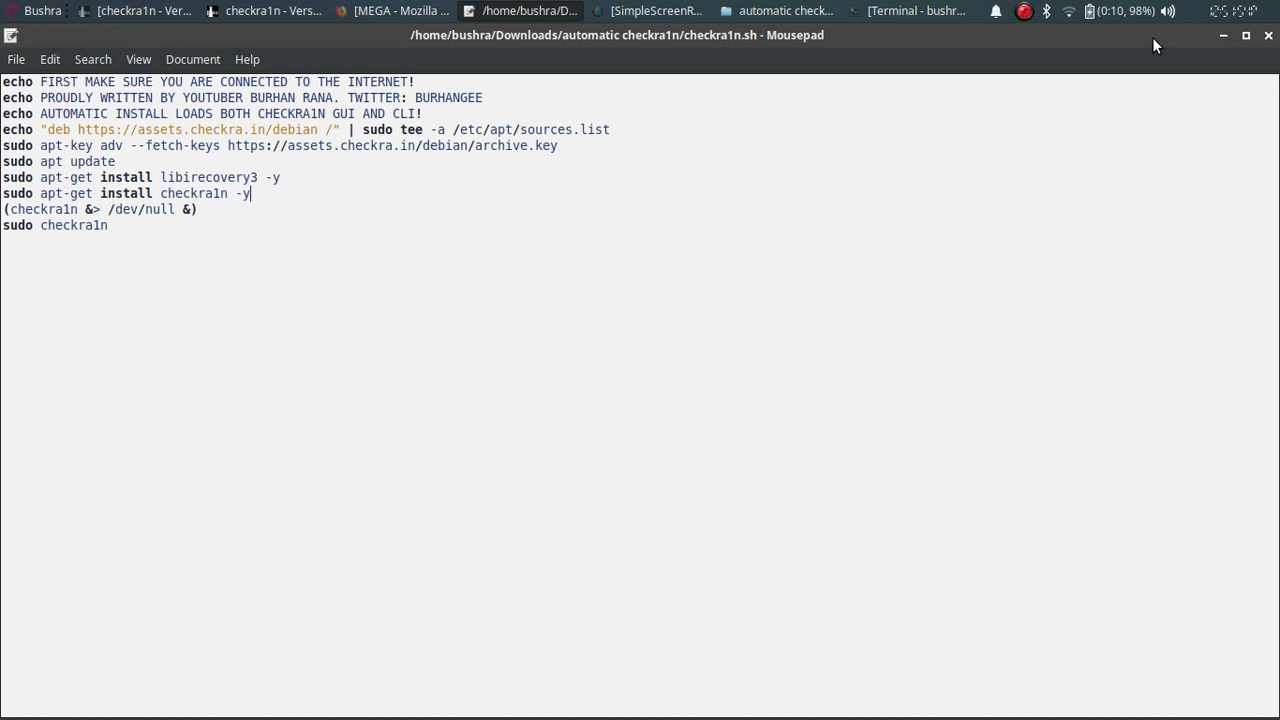 Bushra
[checkra1n - Ver...
checkra1n - Vers...
[MEGA - Mozilla ...
/home/bushra/D...
[SimpleScreenR...
automatic check...
[Terminal - bushr...
(0:10, 98%)
/home/bushra/Downloads/automatic checkra1n/checkra1n.sh - Mousepad
File Edit Search View Document Help
echo FIRST MAKE SURE YOU ARE CONNECTED TO THE INTERNET!
echo PROUDLY WRITTEN BY YOUTUBER BURHAN RANA. TWITTER: BURHANGEE
echo AUTOMATIC INSTALL LOADS BOTH CHECKRA1N GUI AND CLI!
echo "deb https://assets.checkra.in/debian /" | sudo tee -a /etc/apt/sources.list
sudo apt-key adv --fetch-keys https://assets.checkra.in/debian/archive.key
sudo apt update
sudo apt-get install libirecovery3 -y
sudo apt-get install checkra1n -y
(checkra1n &> /dev/null &)
sudo checkra1n